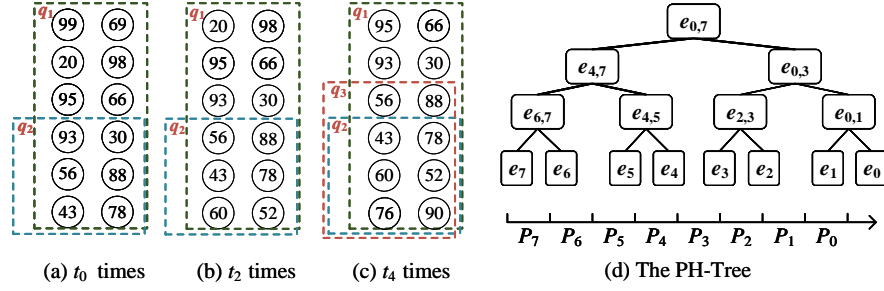 q1 q1 q1
99 69 20 98 95 66
20 98 95 66 93 30
q3
95 66 93 30 56 88
q2 q2 q2
93 30 56 88 43 78
56 88 43 78 60 52
43 78 60 52 76 90
(a) t0 times (b) t2 times (c) t4 times
e0,7
e4,7 e0,3
e6,7 e4,5 e2,3 e0,1
e7 e6 e5 e4 e3 e2 e1 e0
P7 P6 P5 P4 P3 P2 P1 P0
(d) The PH-Tree